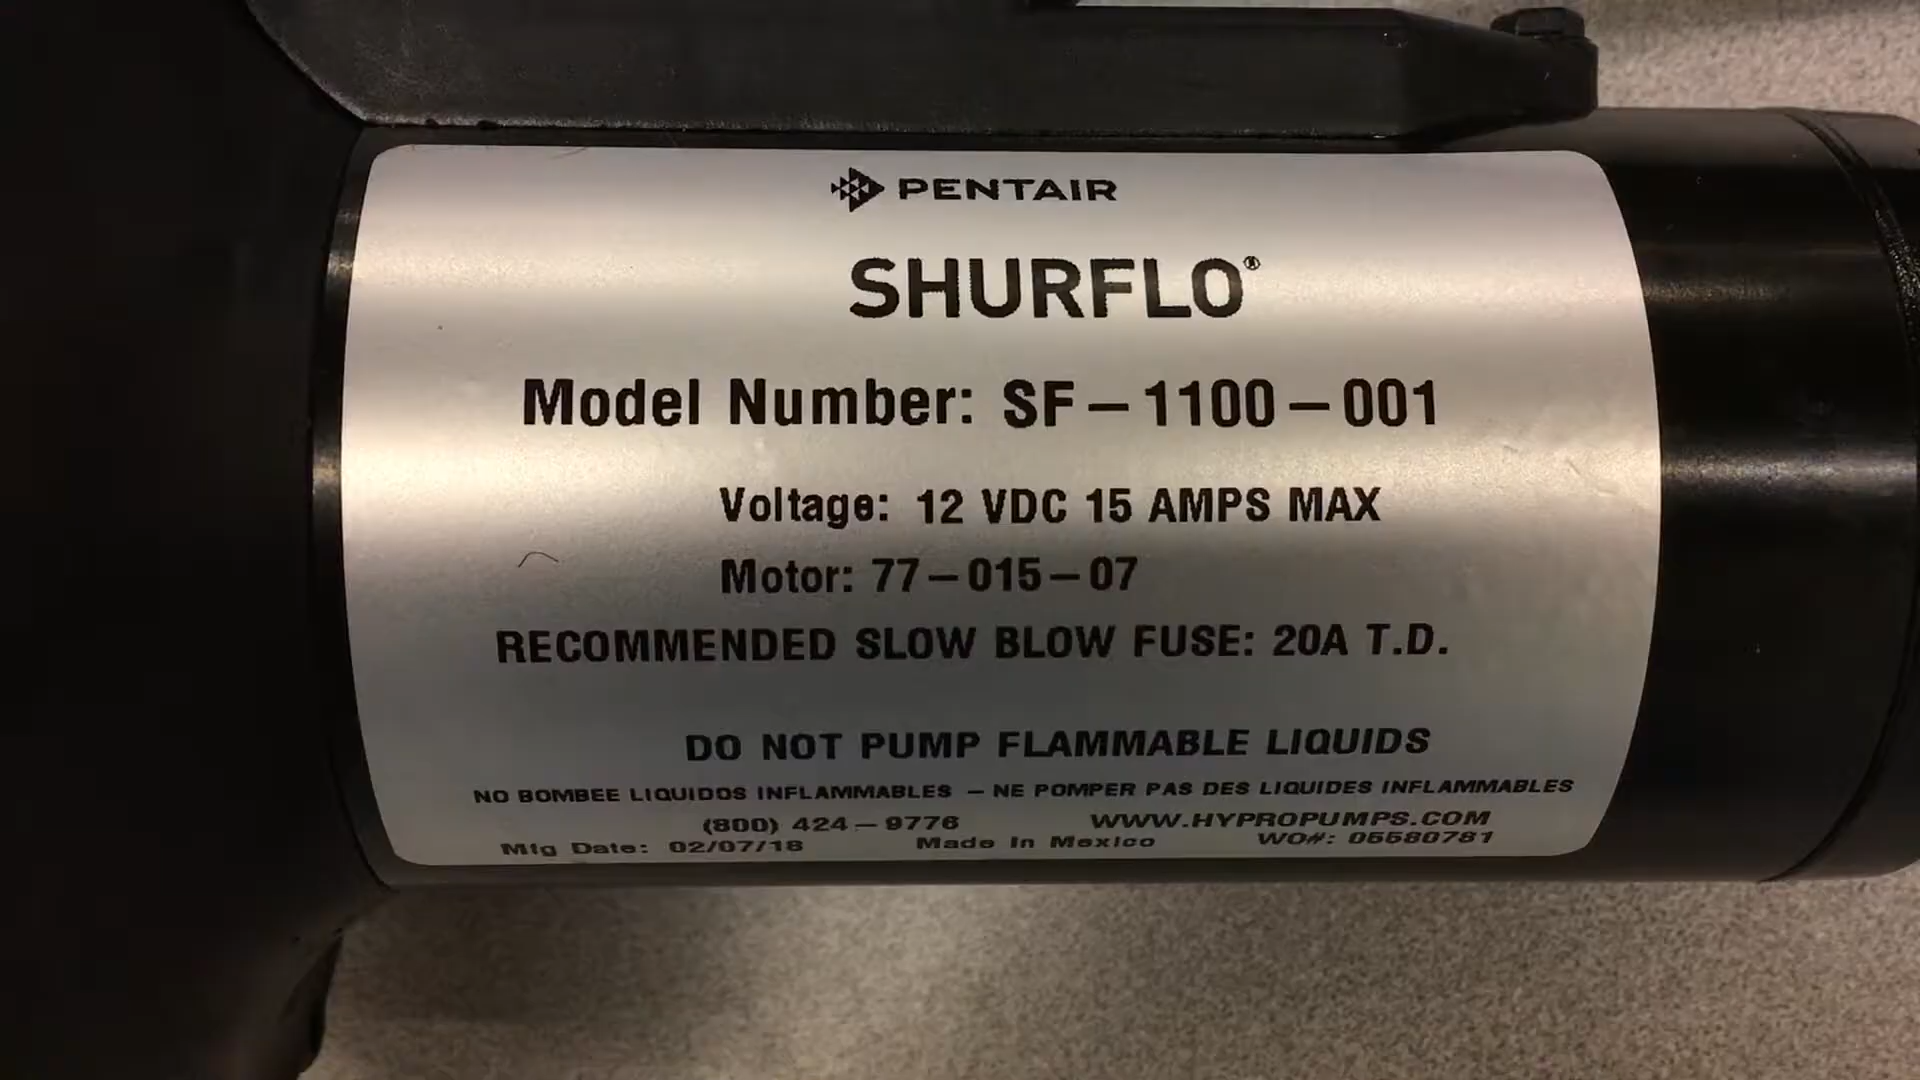 PENTAIR
SHURFLO®
Model Number: SF-1100-001
Voltage: 12 VDC 15 AMPS MAX
Motor: 77-015-07
RECOMMENDED SLOW BLOW FUSE: 20A T.D.
DO NOT PUMP FLAMMABLE LIQUIDS
NO BOMBEE LIQUIDOS INFLAMMABLES - NE POMPER PAS DES LIQUIDES INFLAMMABLES
(800) 424-9776 WWW.HYPROPUMPS.COM
Mfg Date: 02/07/18 Made in Mexico WO#: 05580781